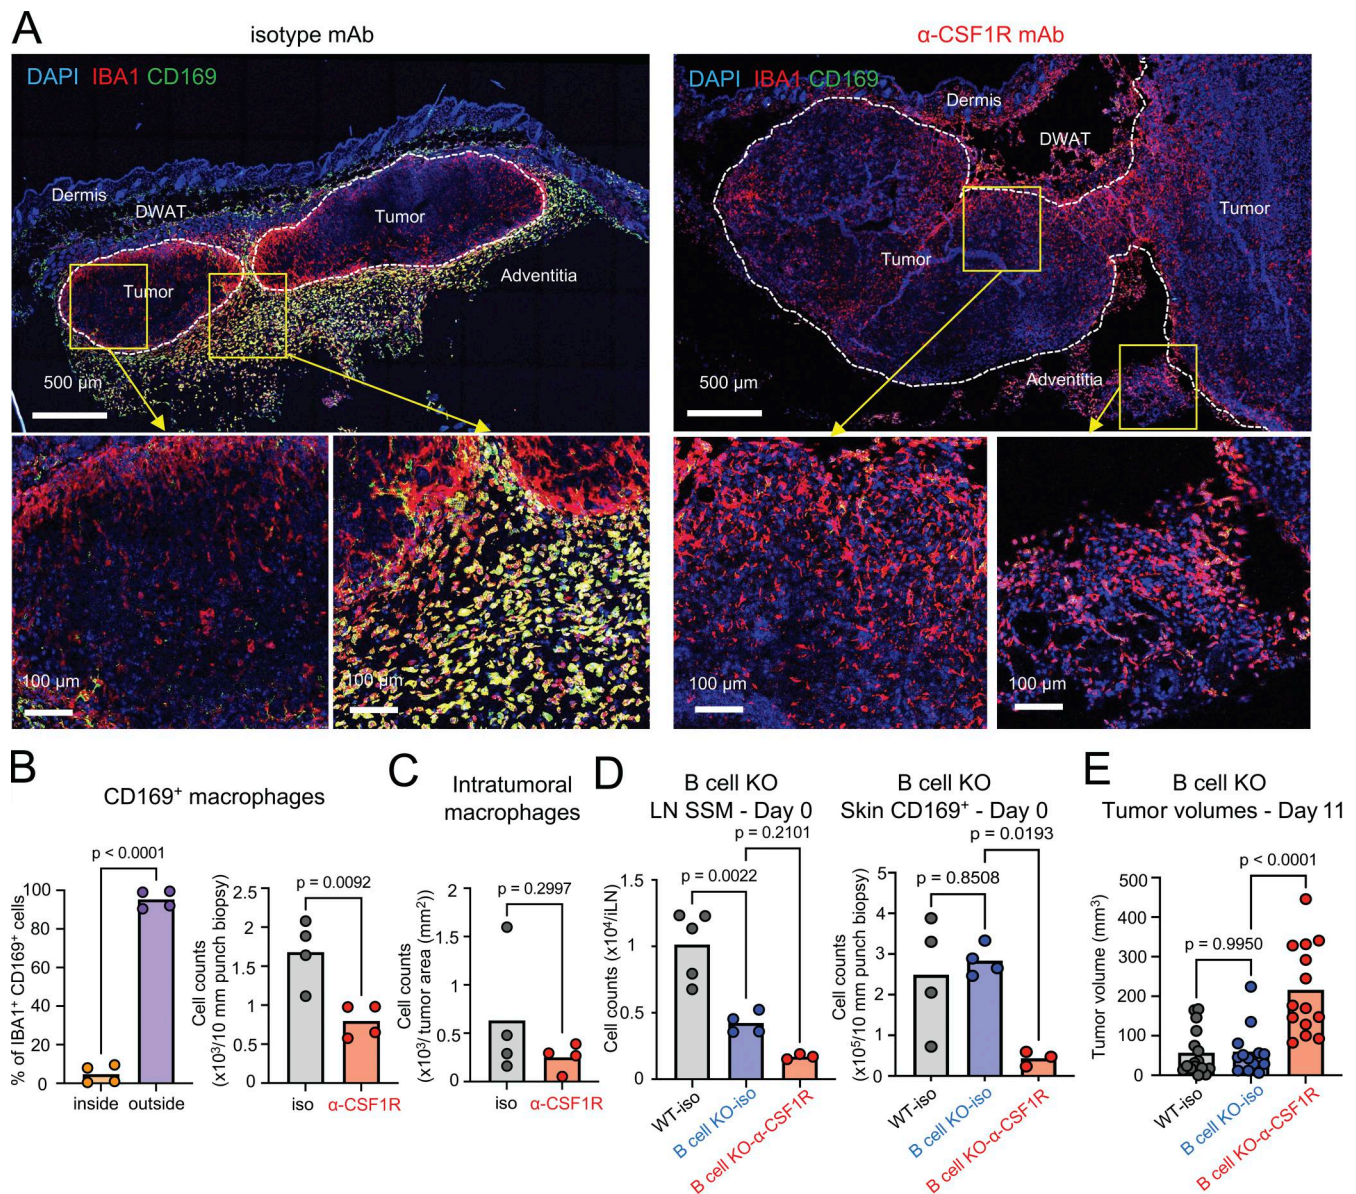 A
isotype mAb
α-CSF1R mAb
DAPI IBA1 CD169
Dermis
DWAT
Tumor
Tumor
Adventitia
500 µm
DAPI IBA1 CD169
Dermis
DWAT
Tumor
Tumor
Adventitia
500 µm
100 µm
100 µm
100 µm
100 µm
B
CD169⁺ macrophages
p < 0.0001
% of IBA1⁺ CD169⁺ cells
100
80
60
40
20
0
inside
outside
p = 0.0092
Cell counts
(x10³/10 mm punch biopsy)
2.5
2
1.5
1
0.5
0
iso
α-CSF1R
C
Intratumoral
macrophages
p = 0.2997
Cell counts
(x10³/tumor area (mm²))
2
1.5
1
0.5
0
iso
α-CSF1R
D
B cell KO
LN SSM - Day 0
p = 0.2101
p = 0.0022
Cell counts (x10⁴/iLN)
1.5
1
0.5
0
WT-iso
B cell KO-iso
B cell KO-α-CSF1R
B cell KO
Skin CD169⁺ - Day 0
p = 0.0193
p = 0.8508
Cell counts
(x10⁵/10 mm punch biopsy)
5
4
3
2
1
0
WT-iso
B cell KO-iso
B cell KO-α-CSF1R
E
B cell KO
Tumor volumes - Day 11
p < 0.0001
p = 0.9950
Tumor volume (mm³)
500
400
300
200
100
0
WT-iso
B cell KO-iso
B cell KO-α-CSF1R